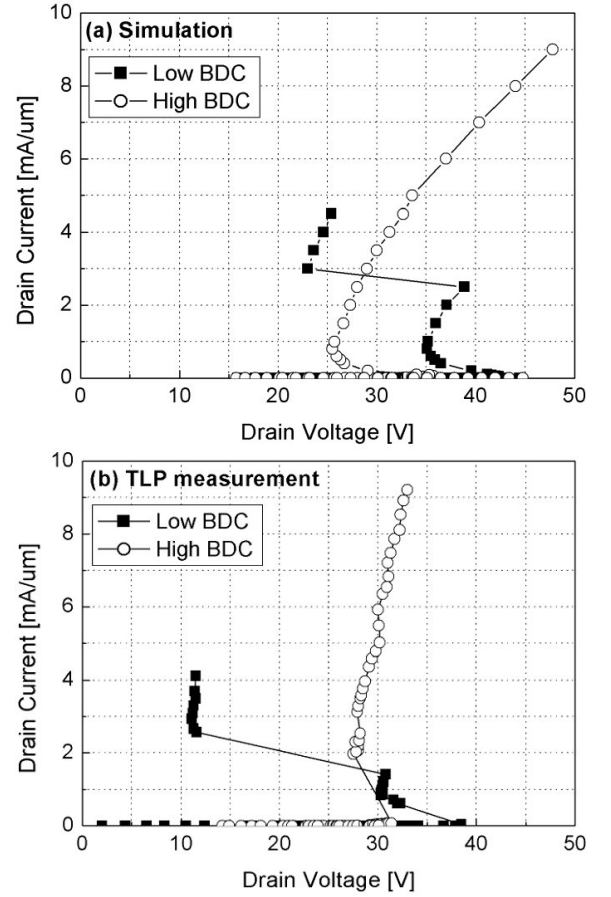 (a) Simulation
Low BDC
High BDC
Drain Current [mA/um]
10
8
6
4
2
0
0 10 20 30 40 50
Drain Voltage [V]
(b) TLP measurement
Low BDC
High BDC
Drain Current [mA/um]
10
8
6
4
2
0
0 10 20 30 40 50
Drain Voltage [V]